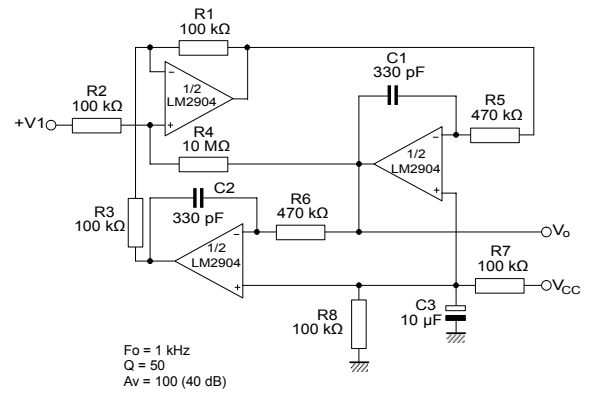 R1
100 kΩ
C1
330 pF
R2
100 kΩ
−
1/2
LM2904
+
R5
470 kΩ
+V1
R4
10 MΩ
−
1/2
LM2904
+
C2
330 pF
R3
100 kΩ
R6
470 kΩ
−
1/2
LM2904
+
Vo
R7
100 kΩ
VCC
R8
100 kΩ
C3
10 µF
Fo = 1 kHz
Q = 50
Av = 100 (40 dB)